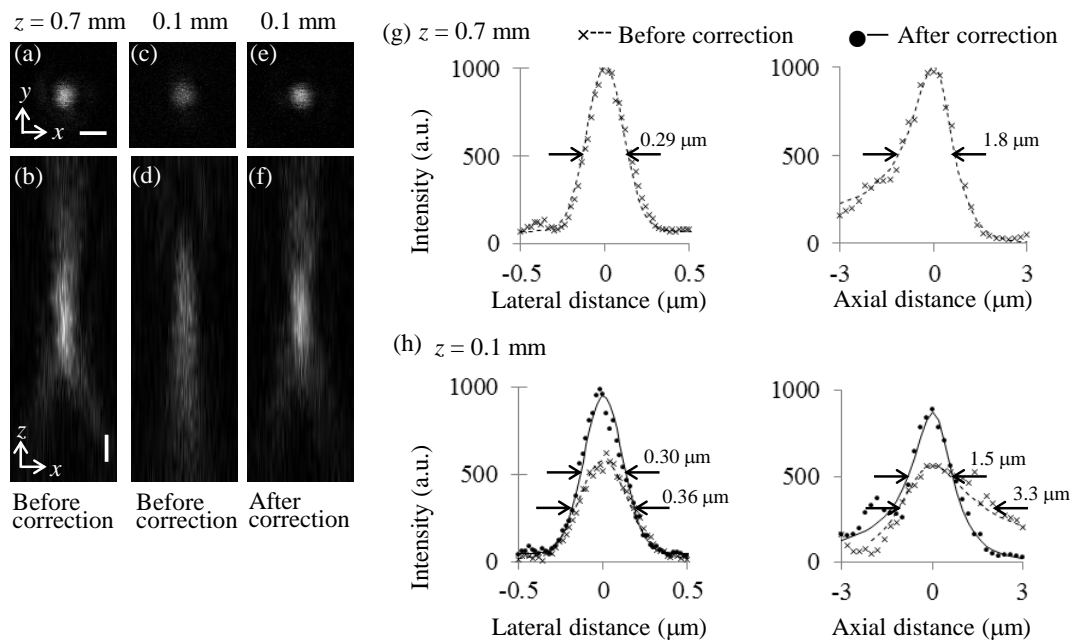 z = 0.7 mm 0.1 mm 0.1 mm
(a) (c) (e)
y
x
(b) (d) (f)
z
x
Before correction
Before correction
After correction
(g) z = 0.7 mm
×--- Before correction
●— After correction
1000
500
0
Intensity (a.u.)
0.29 μm
-0.5 0 0.5
Lateral distance (μm)
1000
500
0
1.8 μm
-3 0 3
Axial distance (μm)
(h) z = 0.1 mm
1000
500
0
Intensity (a.u.)
0.30 μm
0.36 μm
-0.5 0 0.5
Lateral distance (μm)
1000
500
0
1.5 μm
3.3 μm
-3 0 3
Axial distance (μm)